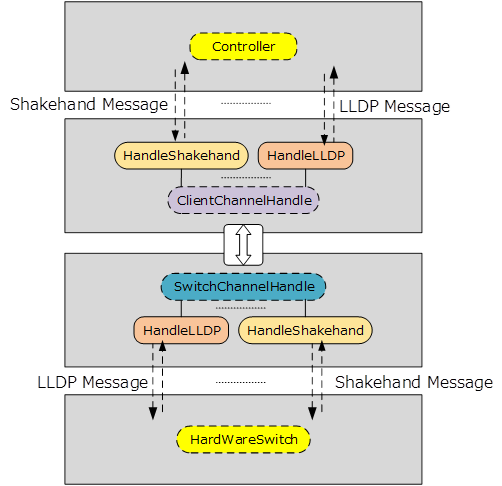 Controller
Shakehand Message
LLDP Message
HandleShakehand
HandleLLDP
ClientChannelHandle
SwitchChannelHandle
HandleLLDP
HandleShakehand
LLDP Message
Shakehand Message
HardWareSwitch